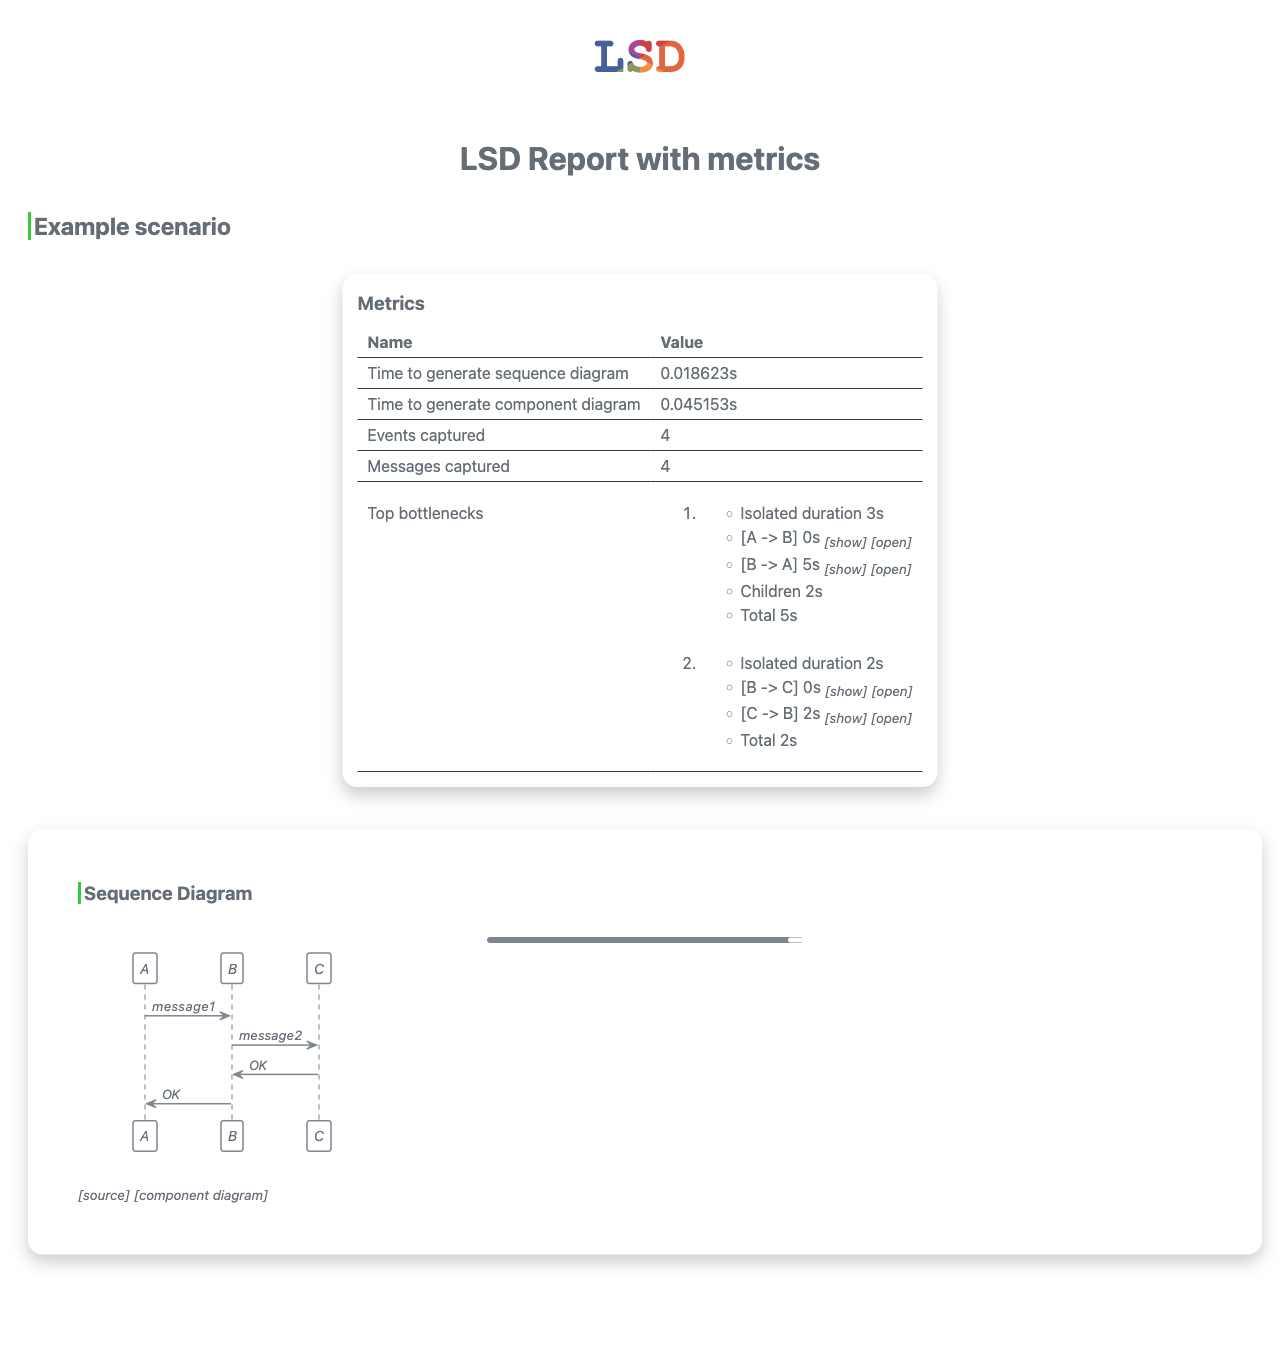 LSD
LSD Report with metrics
Example scenario
Metrics
Name Value
Time to generate sequence diagram 0.018623s
Time to generate component diagram 0.045153s
Events captured 4
Messages captured 4
Top bottlenecks 1. Isolated duration 3s
[A -> B] 0s [show] [open]
[B -> A] 5s [show] [open]
Children 2s
Total 5s
2. Isolated duration 2s
[B -> C] 0s [show] [open]
[C -> B] 2s [show] [open]
Total 2s
Sequence Diagram
A B C
message1
message2
OK
OK
A B C
[source] [component diagram]